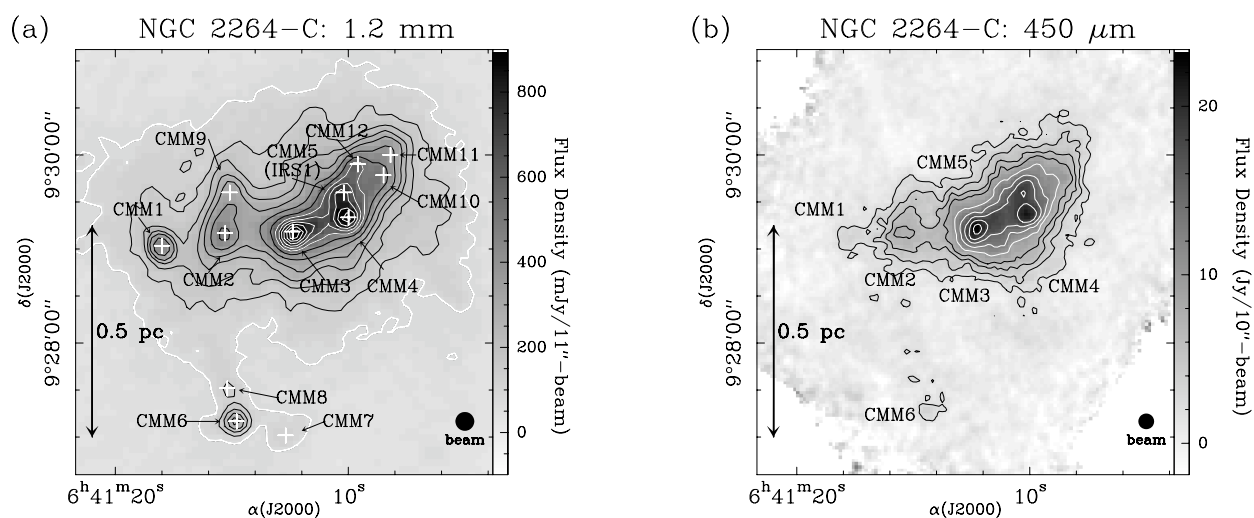 (a) NGC 2264−C: 1.2 mm
CMM9
CMM12
CMM5
(IRS1)
CMM11
CMM10
CMM1
CMM2
CMM3
CMM4
0.5 pc
CMM8
CMM6
CMM7
beam
9°30'00"
9°28'00"
δ(J2000)
6ʰ41ᵐ20ˢ
10ˢ
α(J2000)
800
600
400
200
0
Flux Density (mJy/11"−beam)
(b) NGC 2264−C: 450 μm
CMM5
CMM1
CMM2
CMM3
CMM4
0.5 pc
CMM6
beam
9°30'00"
9°28'00"
δ(J2000)
6ʰ41ᵐ20ˢ
10ˢ
α(J2000)
20
10
0
Flux Density (Jy/10"−beam)